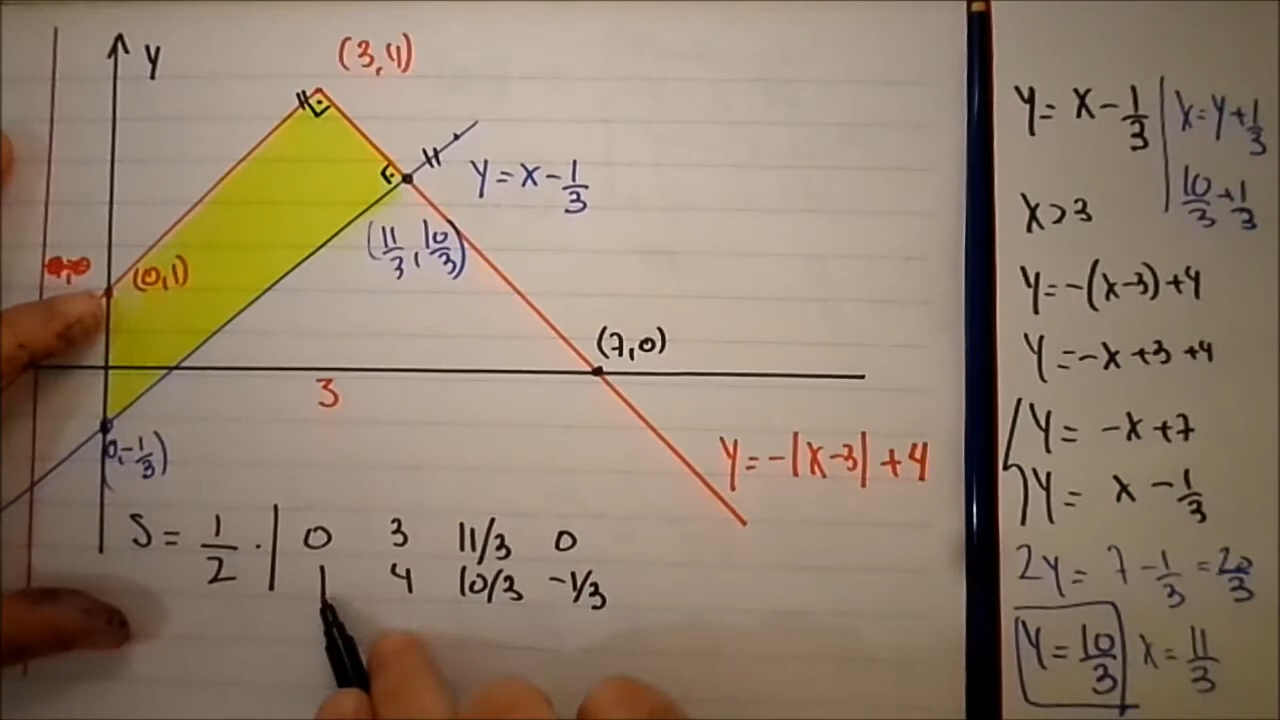 Y
(3,4)
y=x-1/3
(11/3,10/3)
(0,1)
(7,0)
3
(0,-1/3)
y=-|x-3|+4
S=1/2·| 0 3 11/3 0
1 4 10/3 -1/3
y=x-1/3
x=y+1/3
10/3+1/3
x>3
y=-(x-3)+4
y=-x+3+4
y=-x+7
y=x-1/3
2y=7-1/3=20/3
y=10/3 x=11/3